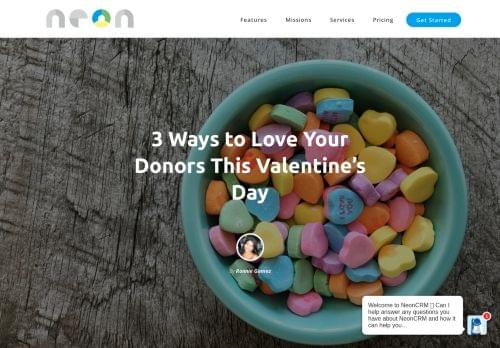 neon
Features Missions Services Pricing Get Started
3 Ways to Love Your
Donors This Valentine's
Day
By Ronnie Gomez
Welcome to NeonCRM 🎉 Can I
help answer any questions you
have about NeonCRM and how it
can help you...
1